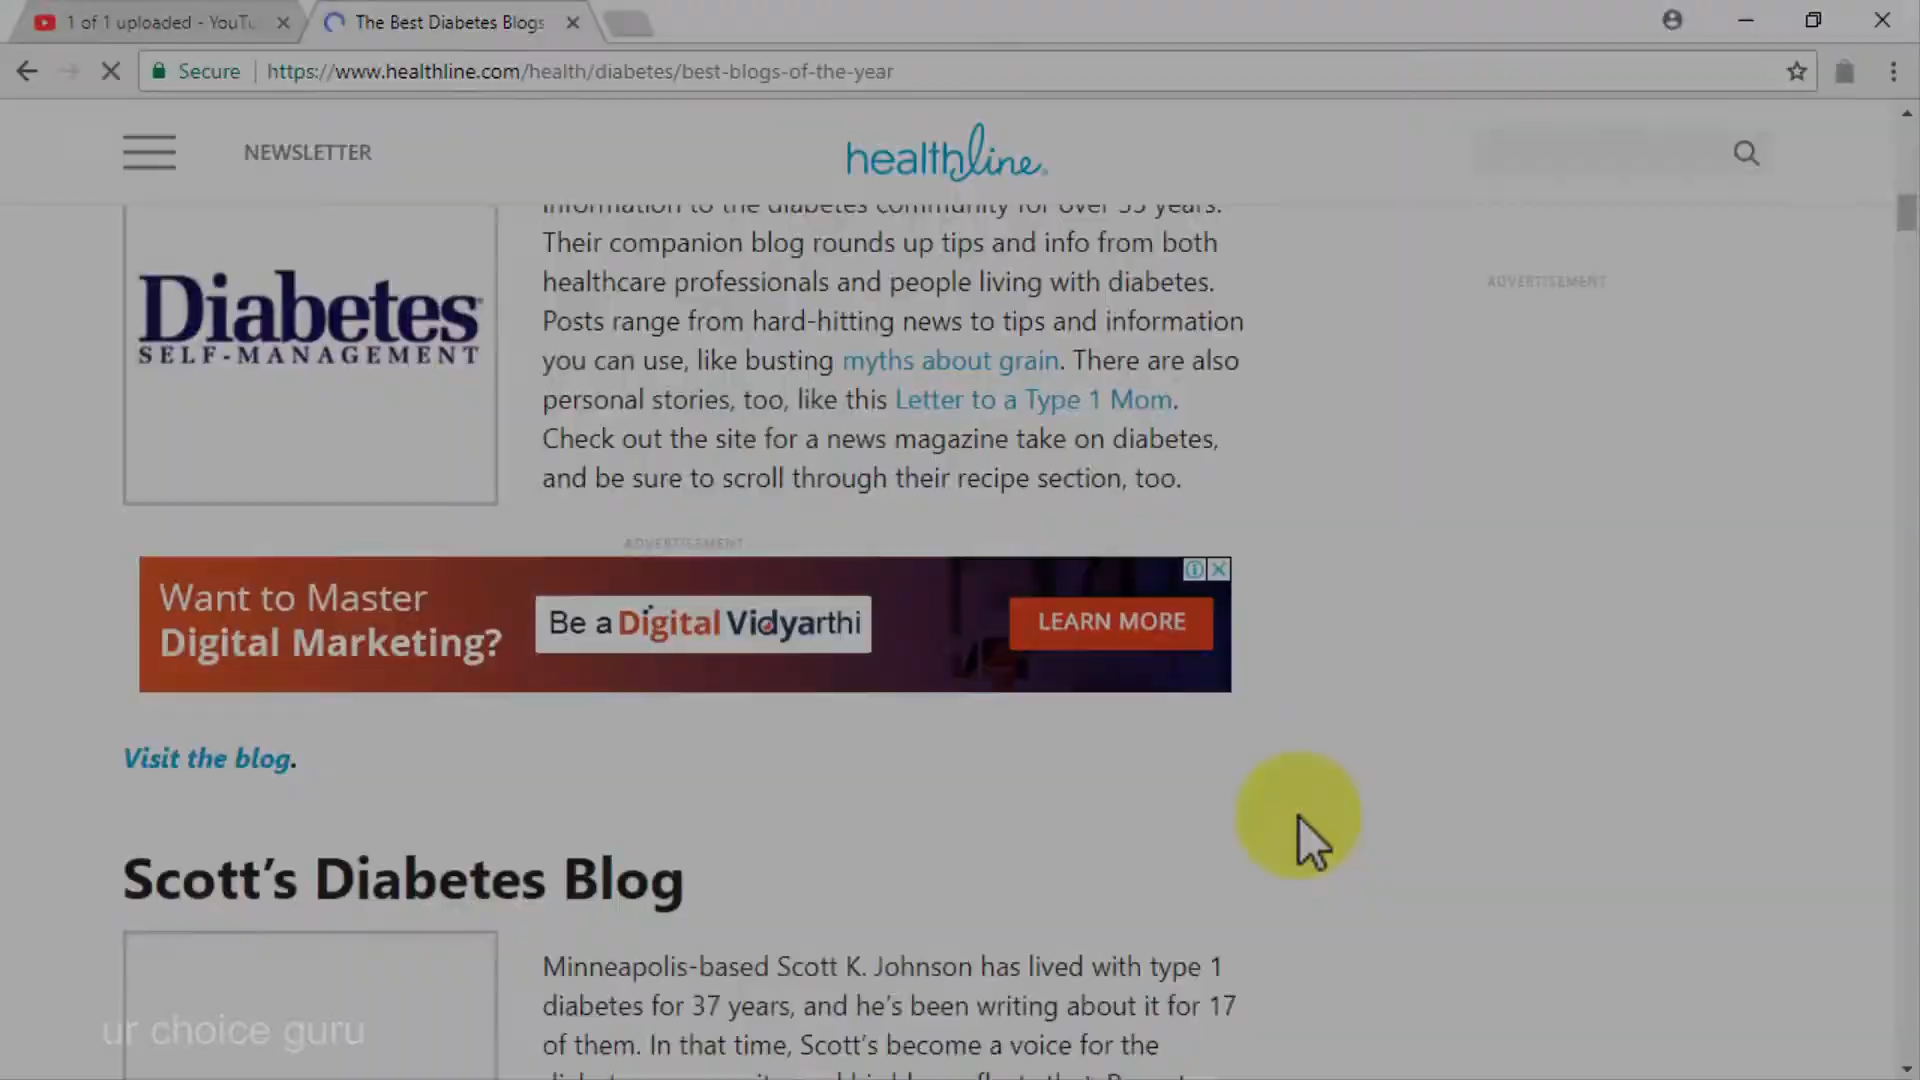 1 of 1 uploaded - YouTu
The Best Diabetes Blogs
Secure
https://www.healthline.com/health/diabetes/best-blogs-of-the-year
NEWSLETTER
healthline
information to the diabetes community for over 35 years.
Their companion blog rounds up tips and info from both
healthcare professionals and people living with diabetes.
Posts range from hard-hitting news to tips and information
you can use, like busting myths about grain. There are also
personal stories, too, like this Letter to a Type 1 Mom.
Check out the site for a news magazine take on diabetes,
and be sure to scroll through their recipe section, too.
Diabetes
SELF-MANAGEMENT
ADVERTISEMENT
ADVERTISEMENT
Want to Master
Digital Marketing?
Be a Digital Vidyarthi
LEARN MORE
Visit the blog.
Scott's Diabetes Blog
Minneapolis-based Scott K. Johnson has lived with type 1
diabetes for 37 years, and he's been writing about it for 17
of them. In that time, Scott's become a voice for the
ur choice guru